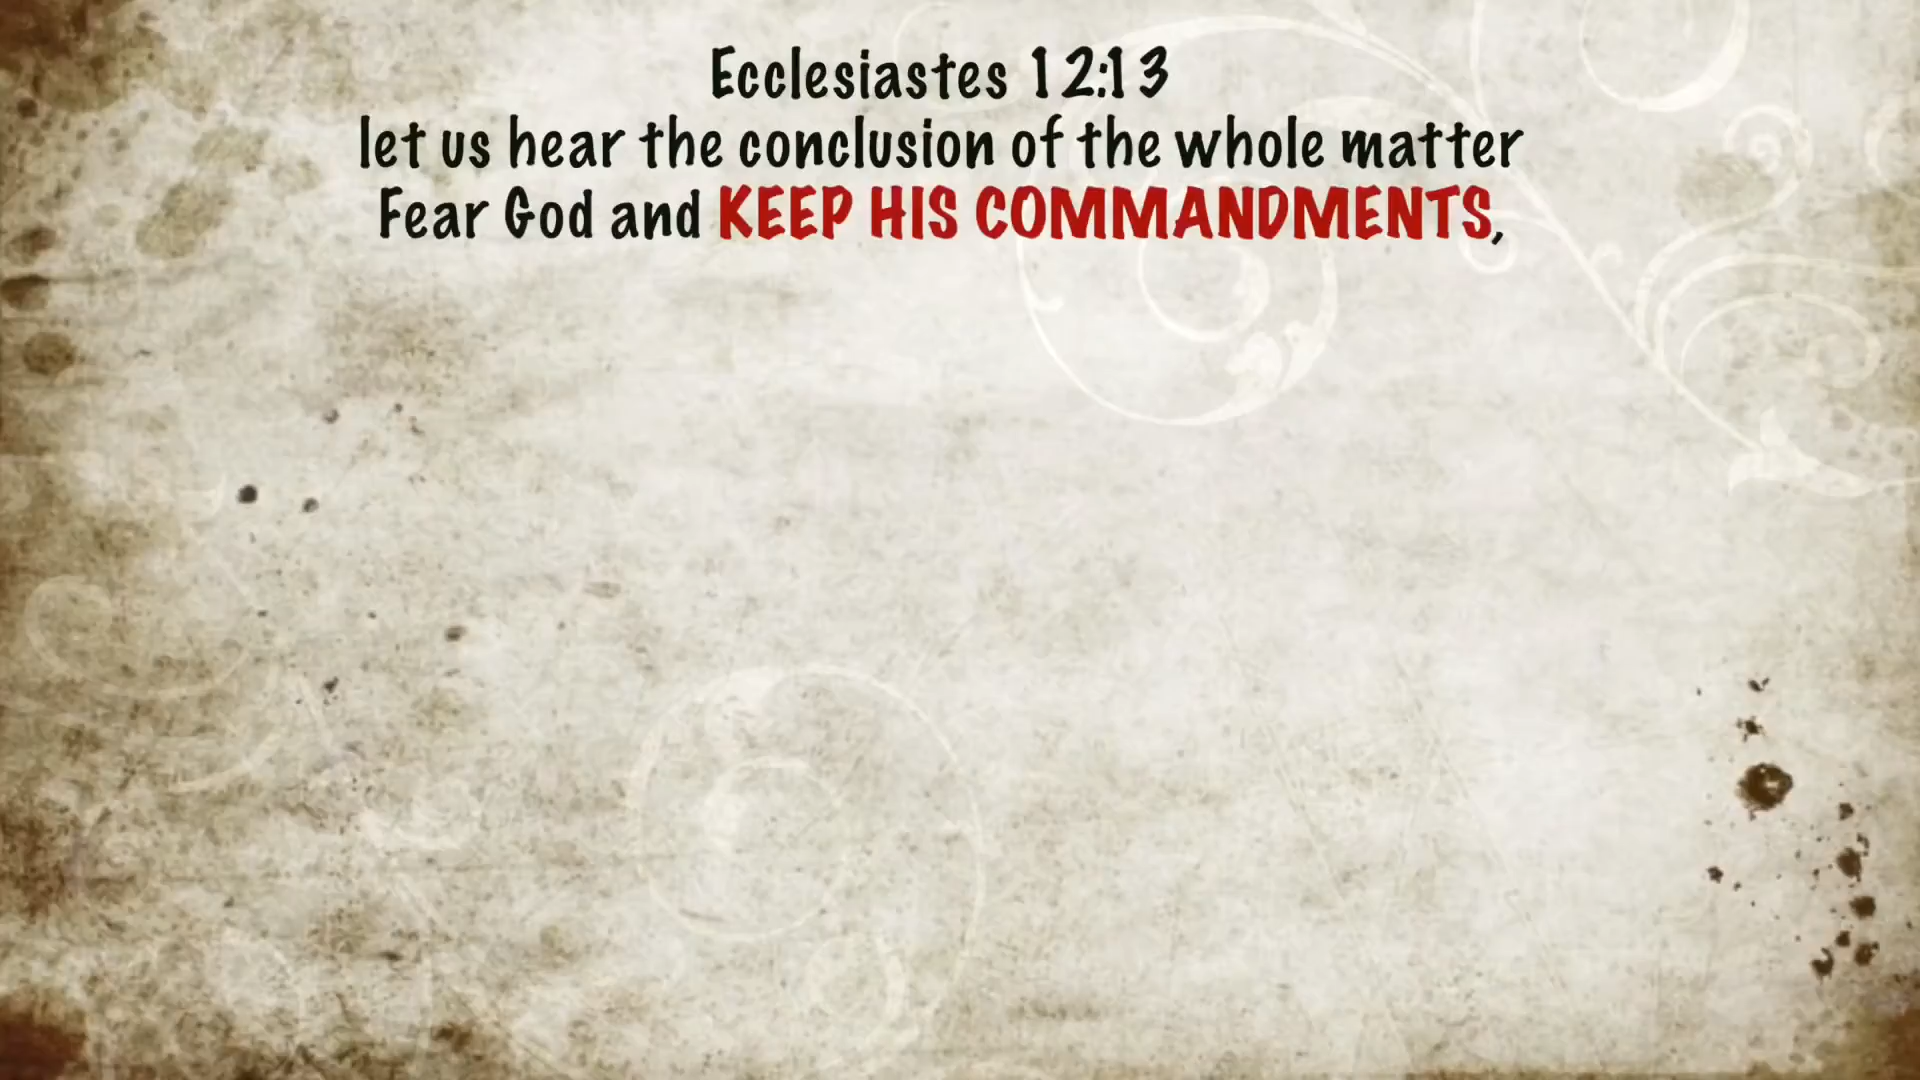 Ecclesiastes 12:13
let us hear the conclusion of the whole matter
Fear God and KEEP HIS COMMANDMENTS,